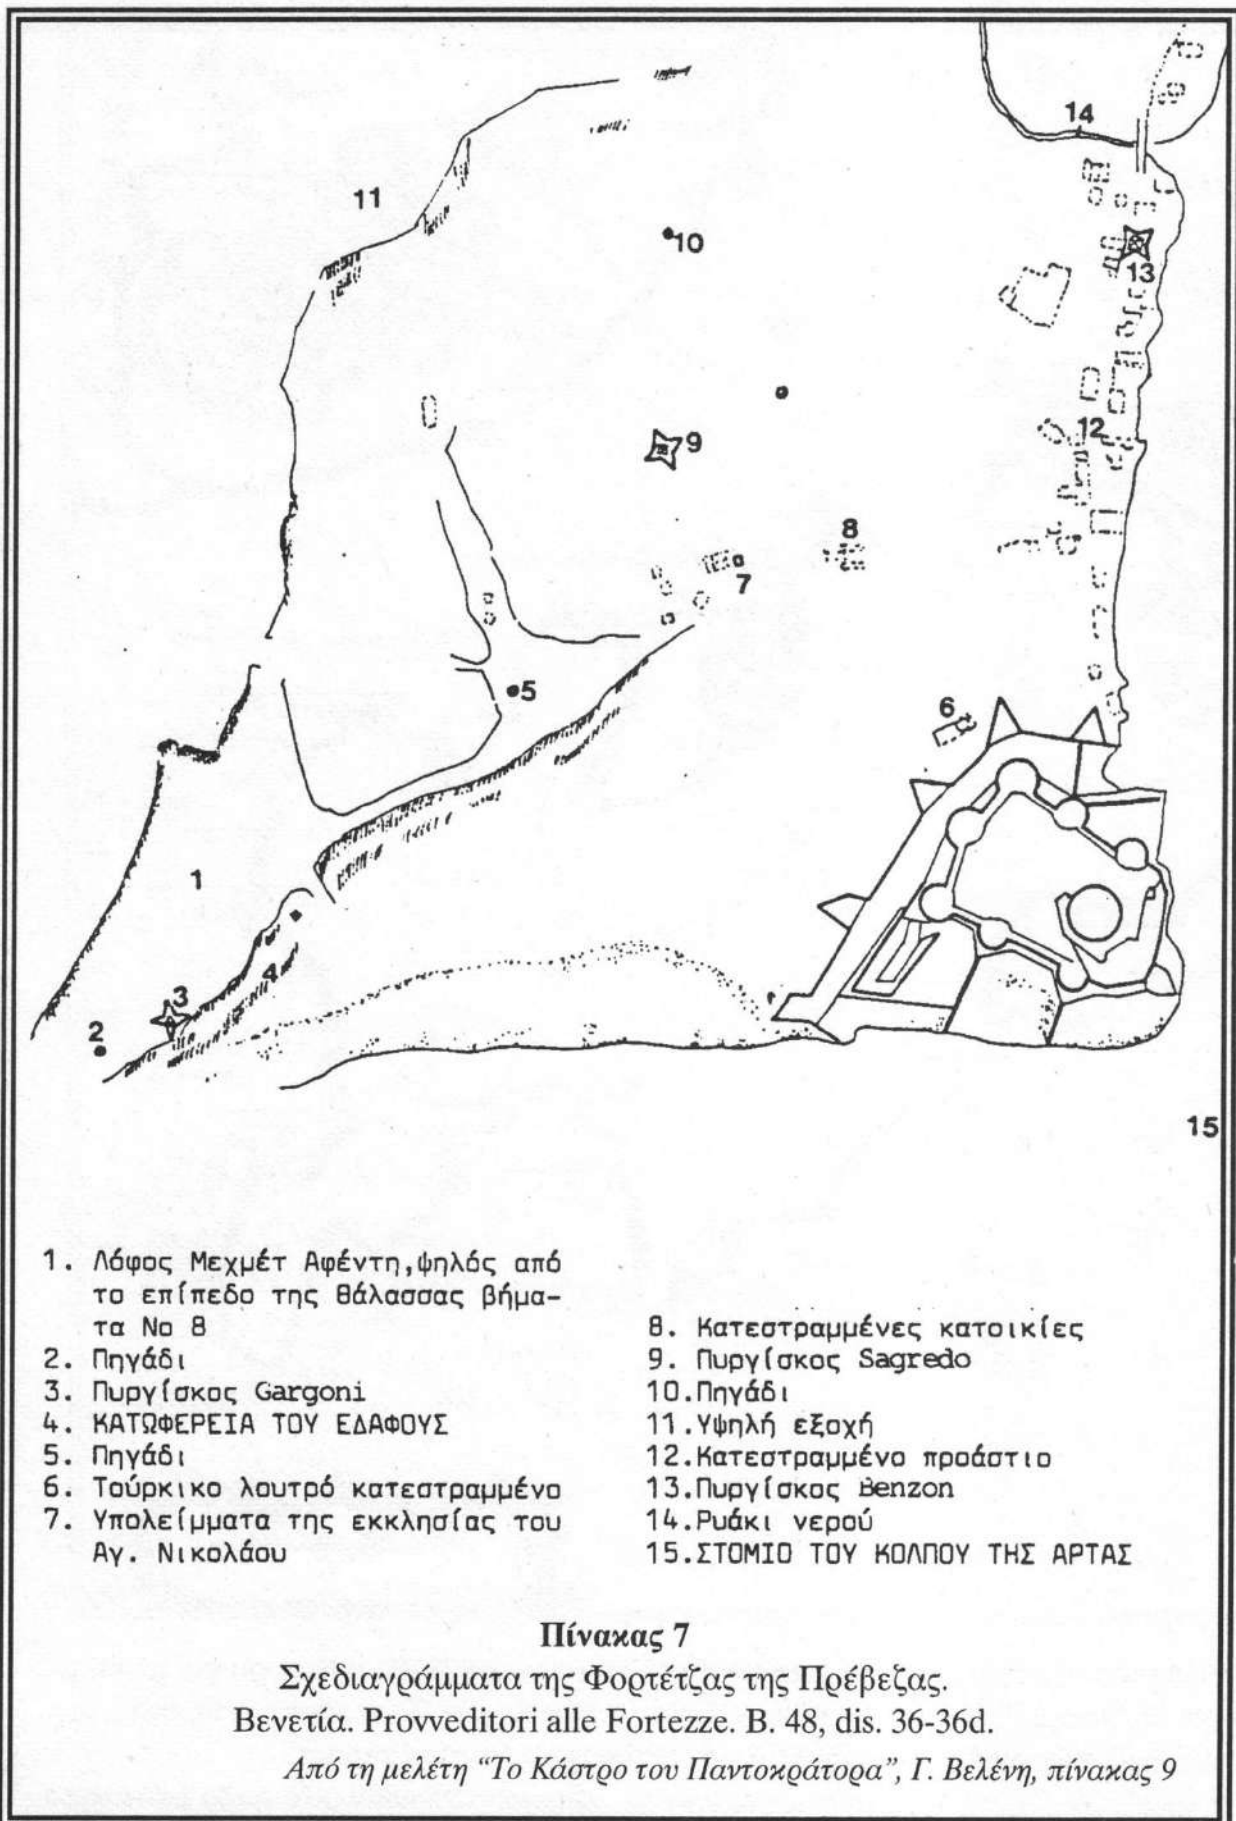 14
11
10
13
9
12
8
7
5
6
1
4
3
2
15
1. Λόφος Μεχμέτ Αφέντη,ψηλός από
το επίπεδο της θάλασσας βήμα-
τα Νο 8
2. Πηγάδι
3. Πυργίσκος Gargoni
4. ΚΑΤΩΦΕΡΕΙΑ ΤΟΥ ΕΔΑΦΟΥΣ
5. Πηγάδι
6. Τούρκικο λουτρό κατεστραμμένο
7. Υπολείμματα της εκκλησίας του
Αγ. Νικολάου
8. Κατεστραμμένες κατοικίες
9. Πυργίσκος Sagredo
10.Πηγάδι
11.Υψηλή εξοχή
12.Κατεστραμμένο προάστιο
13.Πυργίσκος Benzon
14.Ρυάκι νερού
15.ΣΤΟΜΙΟ ΤΟΥ ΚΟΛΠΟΥ ΤΗΣ ΑΡΤΑΣ
Πίνακας 7
Σχεδιαγράμματα της Φορτέτζας της Πρέβεζας.
Βενετία. Provveditori alle Fortezze. B. 48, dis. 36-36d.
Από τη μελέτη “Το Κάστρο του Παντοκράτορα”, Γ. Βελένη, πίνακας 9